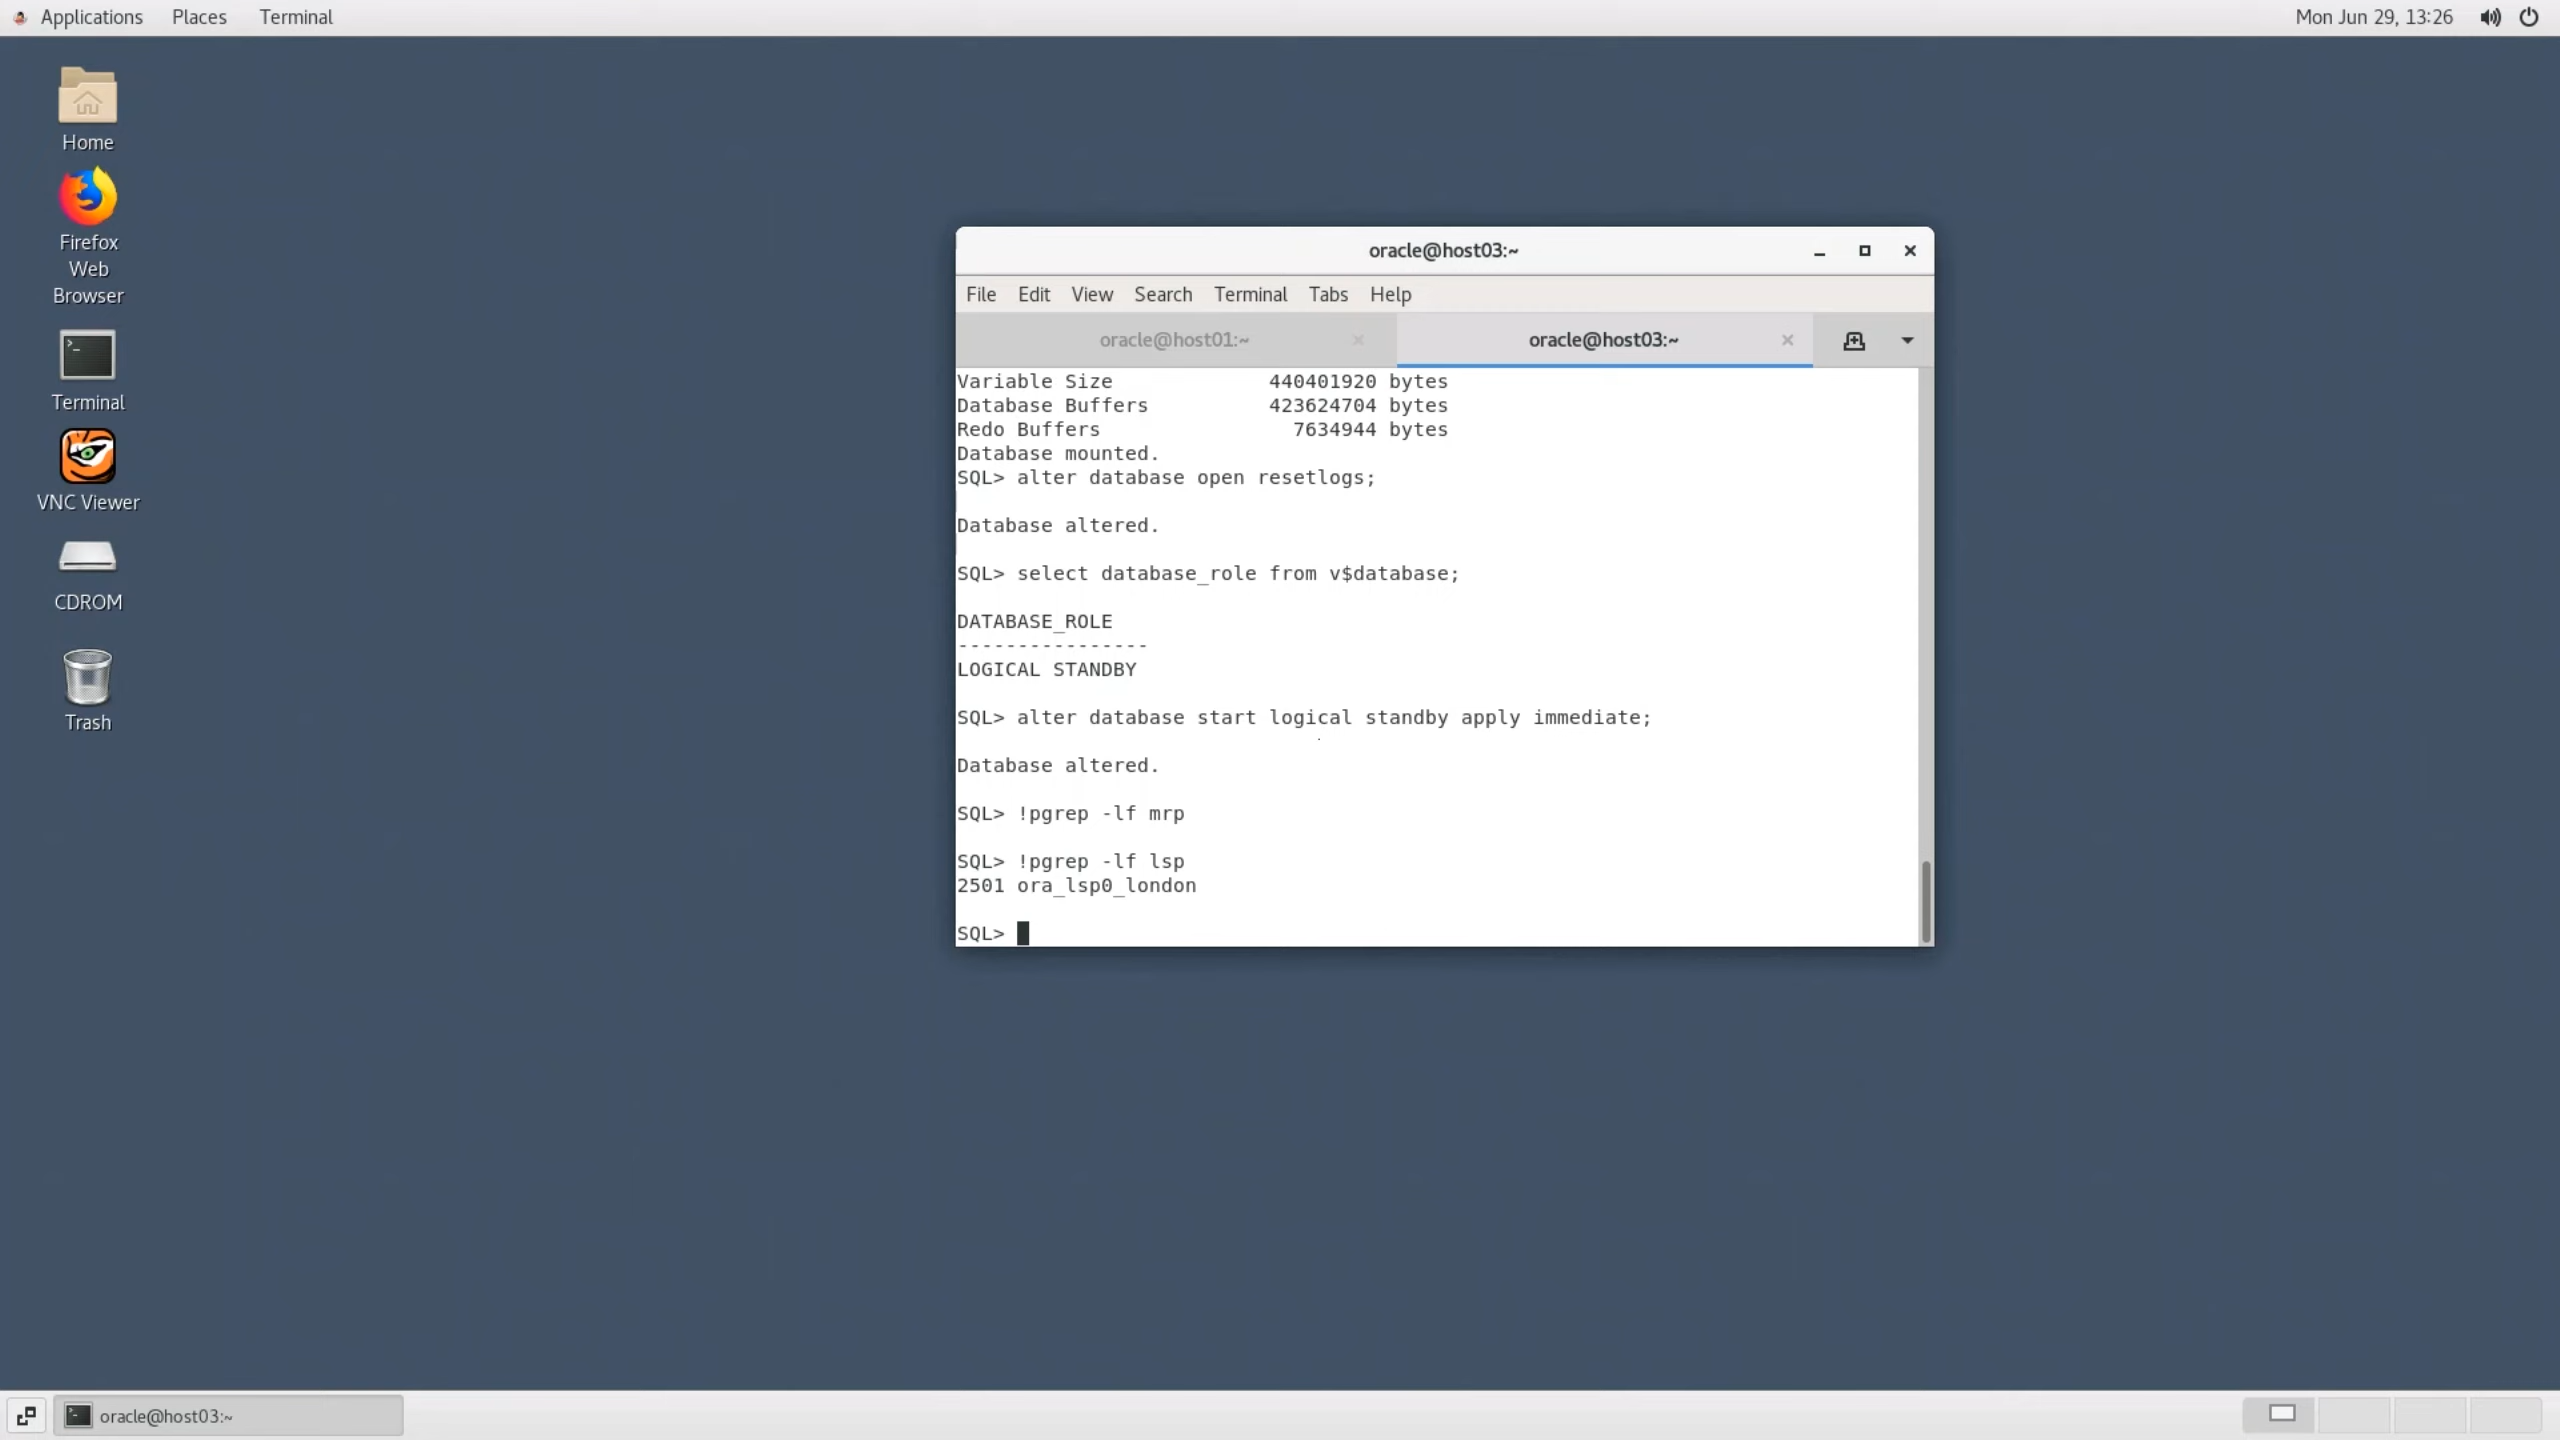 Applications Places Terminal Mon Jun 29, 13:26
Home
Firefox
Web
Browser
Terminal
VNC Viewer
CDROM
Trash
oracle@host03:~
File Edit View Search Terminal Tabs Help
oracle@host01:~ oracle@host03:~
Variable Size 440401920 bytes
Database Buffers 423624704 bytes
Redo Buffers 7634944 bytes
Database mounted.
SQL> alter database open resetlogs;
Database altered.
SQL> select database_role from v$database;
DATABASE_ROLE
----------------
LOGICAL STANDBY
SQL> alter database start logical standby apply immediate;
Database altered.
SQL> !pgrep -lf mrp
SQL> !pgrep -lf lsp
2501 ora_lsp0_london
SQL>
oracle@host03:~